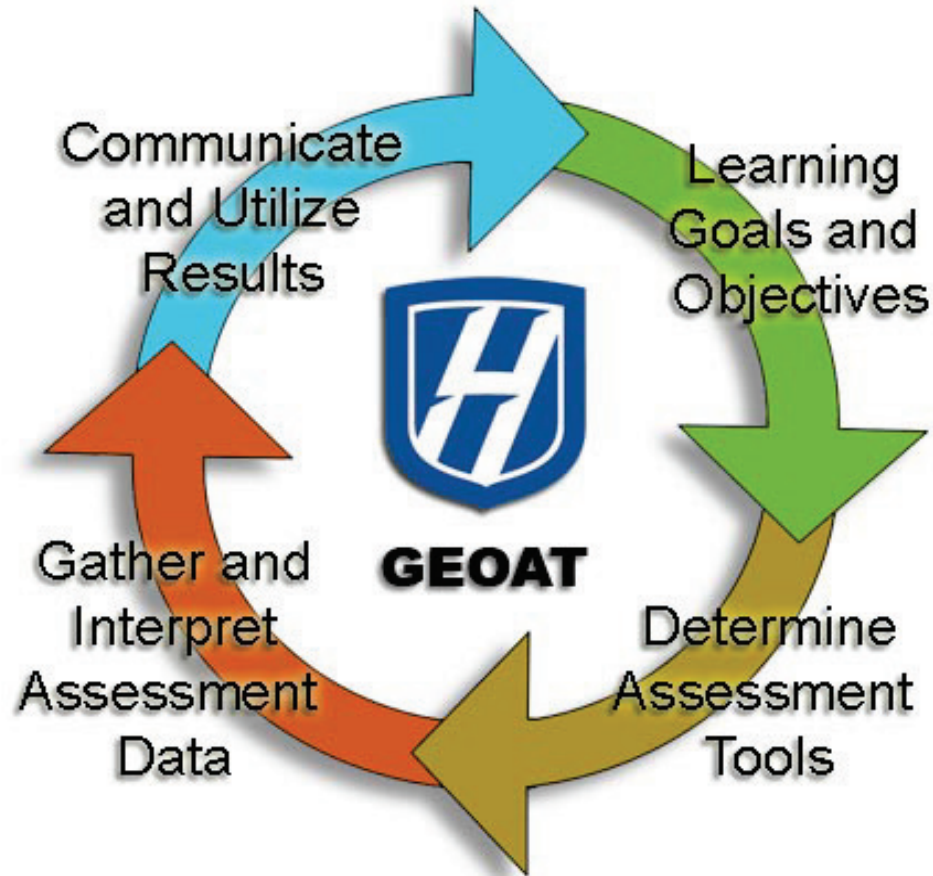 Communicate
and Utilize
Results
Learning
Goals and
Objectives
H
GEOAT
Gather and
Interpret
Assessment
Data
Determine
Assessment
Tools